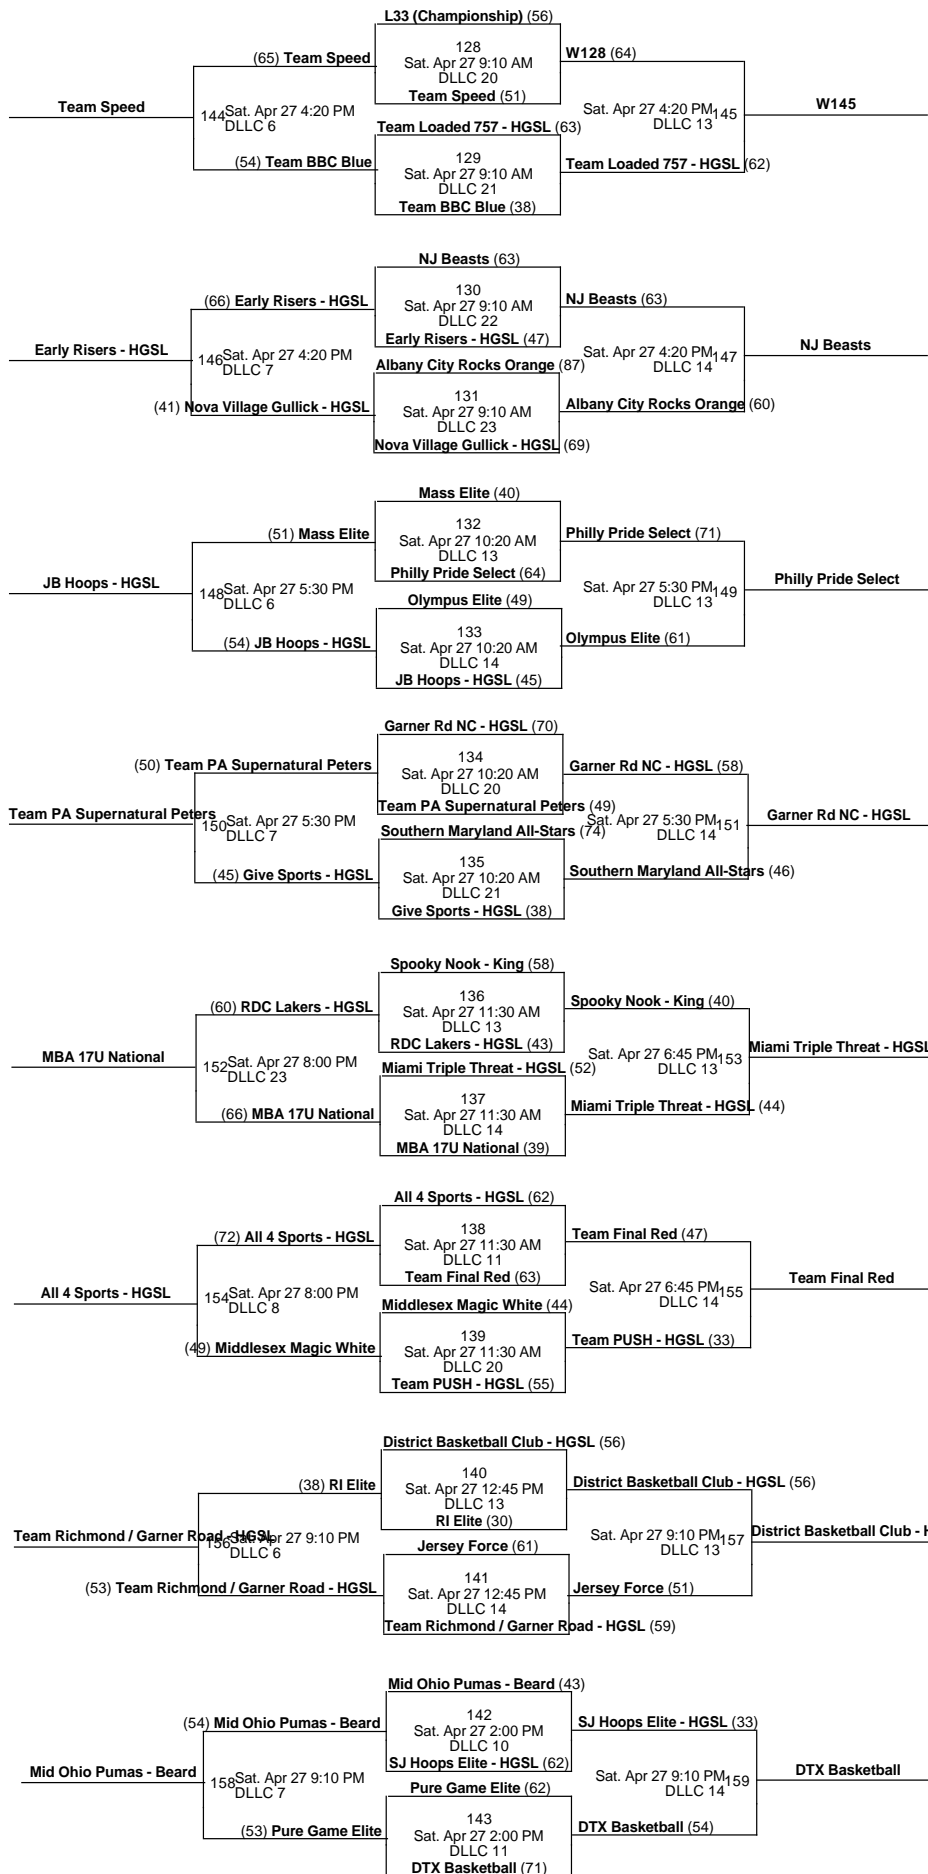 L33 (Championship) (56)
128
(65) Team Speed
Sat. Apr 27 9:10 AM
W128 (64)
DLLC 20
Team Speed (51)
Team Speed
144 Sat. Apr 27 4:20 PM
DLLC 6
Sat. Apr 27 4:20 PM 145
DLLC 13
W145
Team Loaded 757 - HGSL (63)
129
(54) Team BBC Blue
Sat. Apr 27 9:10 AM
Team Loaded 757 - HGSL (62)
DLLC 21
Team BBC Blue (38)
NJ Beasts (63)
130
(66) Early Risers - HGSL
Sat. Apr 27 9:10 AM
NJ Beasts (63)
DLLC 22
Early Risers - HGSL (47)
Early Risers - HGSL
146 Sat. Apr 27 4:20 PM
DLLC 7
Sat. Apr 27 4:20 PM 147
DLLC 14
NJ Beasts
Albany City Rocks Orange (87)
131
(41) Nova Village Gullick - HGSL
Sat. Apr 27 9:10 AM
Albany City Rocks Orange (60)
DLLC 23
Nova Village Gullick - HGSL (69)
Mass Elite (40)
132
(51) Mass Elite
Sat. Apr 27 10:20 AM
Philly Pride Select (71)
DLLC 13
Philly Pride Select (64)
JB Hoops - HGSL
148 Sat. Apr 27 5:30 PM
DLLC 6
Sat. Apr 27 5:30 PM 149
DLLC 13
Philly Pride Select
Olympus Elite (49)
133
(54) JB Hoops - HGSL
Sat. Apr 27 10:20 AM
Olympus Elite (61)
DLLC 14
JB Hoops - HGSL (45)
Garner Rd NC - HGSL (70)
134
(50) Team PA Supernatural Peters
Sat. Apr 27 10:20 AM
Garner Rd NC - HGSL (58)
DLLC 20
Team PA Supernatural Peters (49)
Team PA Supernatural Peters
150 Sat. Apr 27 5:30 PM
DLLC 7
Sat. Apr 27 5:30 PM 151
DLLC 14
Garner Rd NC - HGSL
Southern Maryland All-Stars (74)
135
(45) Give Sports - HGSL
Sat. Apr 27 10:20 AM
Southern Maryland All-Stars (46)
DLLC 21
Give Sports - HGSL (38)
Spooky Nook - King (58)
136
(60) RDC Lakers - HGSL
Sat. Apr 27 11:30 AM
Spooky Nook - King (40)
DLLC 13
RDC Lakers - HGSL (43)
MBA 17U National
152 Sat. Apr 27 8:00 PM
DLLC 23
Sat. Apr 27 6:45 PM 153
DLLC 13
Miami Triple Threat - HGSL
Miami Triple Threat - HGSL (52)
137
(66) MBA 17U National
Sat. Apr 27 11:30 AM
Miami Triple Threat - HGSL (44)
DLLC 14
MBA 17U National (39)
All 4 Sports - HGSL (62)
138
(72) All 4 Sports - HGSL
Sat. Apr 27 11:30 AM
Team Final Red (47)
DLLC 11
Team Final Red (63)
All 4 Sports - HGSL
154 Sat. Apr 27 8:00 PM
DLLC 8
Sat. Apr 27 6:45 PM 155
DLLC 14
Team Final Red
Middlesex Magic White (44)
139
(49) Middlesex Magic White
Sat. Apr 27 11:30 AM
Team PUSH - HGSL (33)
DLLC 20
Team PUSH - HGSL (55)
District Basketball Club - HGSL (56)
140
(38) RI Elite
Sat. Apr 27 12:45 PM
District Basketball Club - HGSL (56)
DLLC 13
RI Elite (30)
Team Richmond / Garner Road - HGSL
156 Sat. Apr 27 9:10 PM
DLLC 6
Sat. Apr 27 9:10 PM 157
DLLC 13
District Basketball Club - H
Jersey Force (61)
141
(53) Team Richmond / Garner Road - HGSL
Sat. Apr 27 12:45 PM
Jersey Force (51)
DLLC 14
Team Richmond / Garner Road - HGSL (59)
Mid Ohio Pumas - Beard (43)
142
(54) Mid Ohio Pumas - Beard
Sat. Apr 27 2:00 PM
SJ Hoops Elite - HGSL (33)
DLLC 10
SJ Hoops Elite - HGSL (62)
Mid Ohio Pumas - Beard
158 Sat. Apr 27 9:10 PM
DLLC 7
Sat. Apr 27 9:10 PM 159
DLLC 14
DTX Basketball
Pure Game Elite (62)
143
(53) Pure Game Elite
Sat. Apr 27 2:00 PM
DTX Basketball (54)
DLLC 11
DTX Basketball (71)